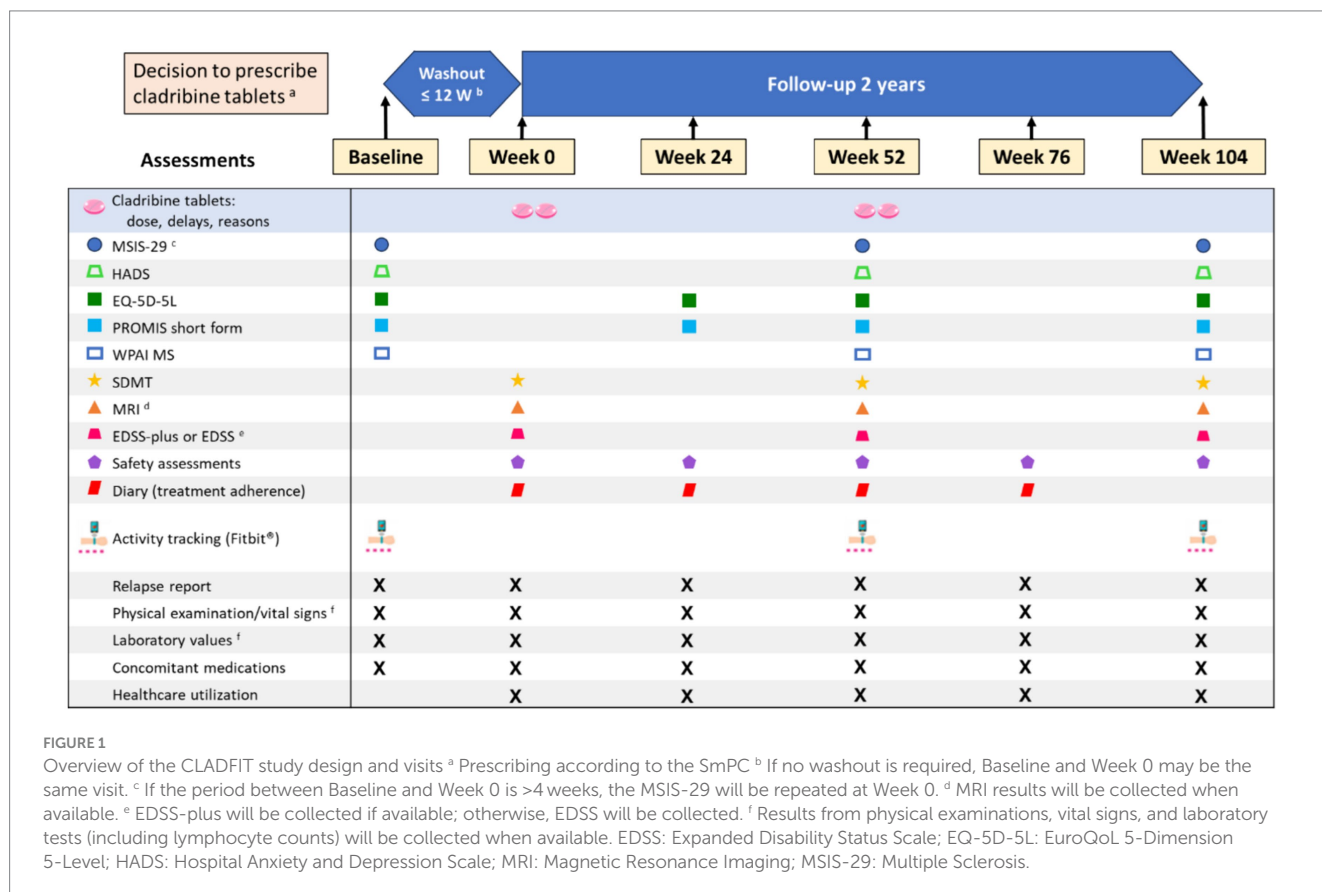 Decision to prescribe
cladribine tablets a
Washout
≤ 12 W b
Follow-up 2 years
Assessments
Baseline
Week 0
Week 24
Week 52
Week 76
Week 104
Cladribine tablets:
dose, delays, reasons
MSIS-29 c
HADS
EQ-5D-5L
PROMIS short form
WPAI MS
SDMT
MRI d
EDSS-plus or EDSS e
Safety assessments
Diary (treatment adherence)
Activity tracking (Fitbit®)
Relapse report X X X X X X
Physical examination/vital signs f X X X X X X
Laboratory values f X X X X X X
Concomitant medications X X X X X X
Healthcare utilization X X X X X
FIGURE 1
Overview of the CLADFIT study design and visits a Prescribing according to the SmPC b If no washout is required, Baseline and Week 0 may be the
same visit. c If the period between Baseline and Week 0 is >4 weeks, the MSIS-29 will be repeated at Week 0. d MRI results will be collected when
available. e EDSS-plus will be collected if available; otherwise, EDSS will be collected. f Results from physical examinations, vital signs, and laboratory
tests (including lymphocyte counts) will be collected when available. EDSS: Expanded Disability Status Scale; EQ-5D-5L: EuroQoL 5-Dimension
5-Level; HADS: Hospital Anxiety and Depression Scale; MRI: Magnetic Resonance Imaging; MSIS-29: Multiple Sclerosis.